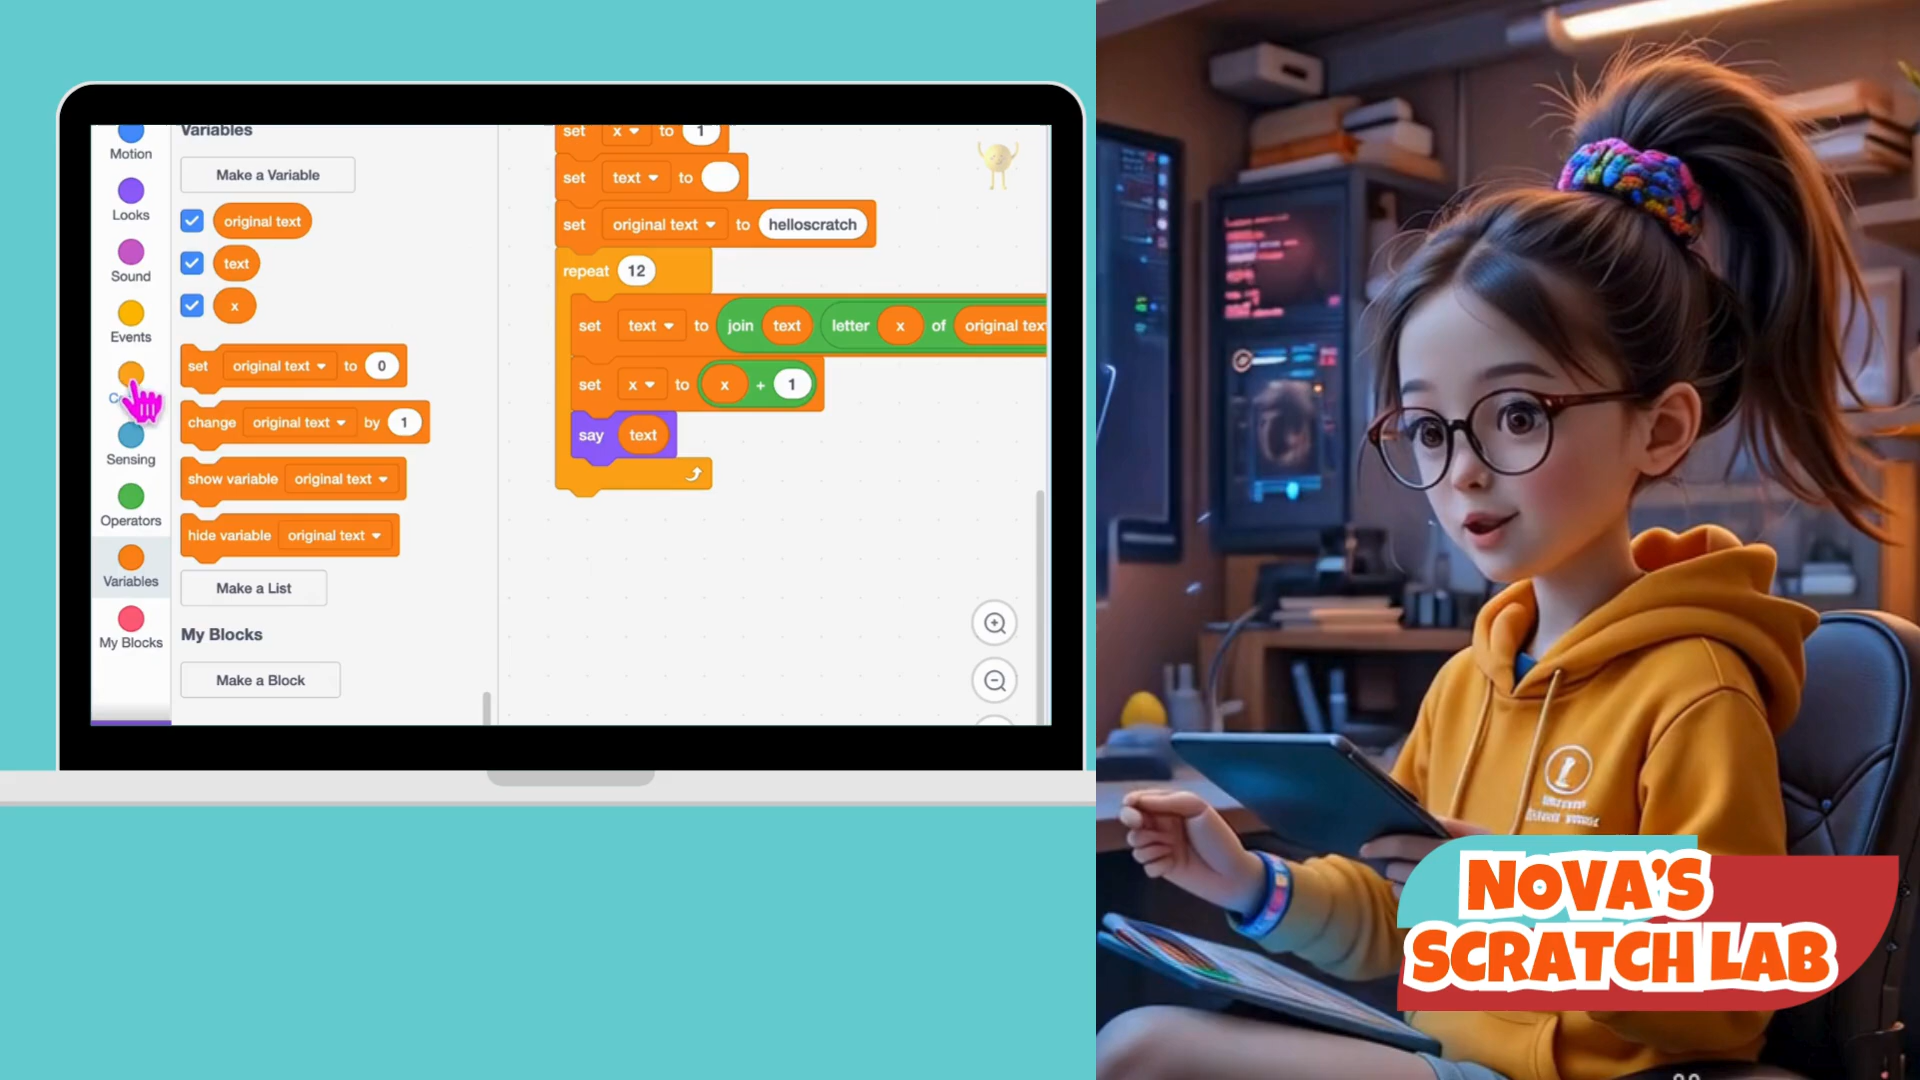 Motion
Looks
Sound
Events
Sensing
Operators
Variables
My Blocks
Variables
Make a Variable
original text
text
x
set original text to 0
change original text by 1
show variable original text
hide variable original text
Make a List
My Blocks
Make a Block
set x to 1
set text to
set original text to helloscratch
repeat 12
set text to join text letter x of original tex
set x to x + 1
say text
NOVA'S
SCRATCH LAB